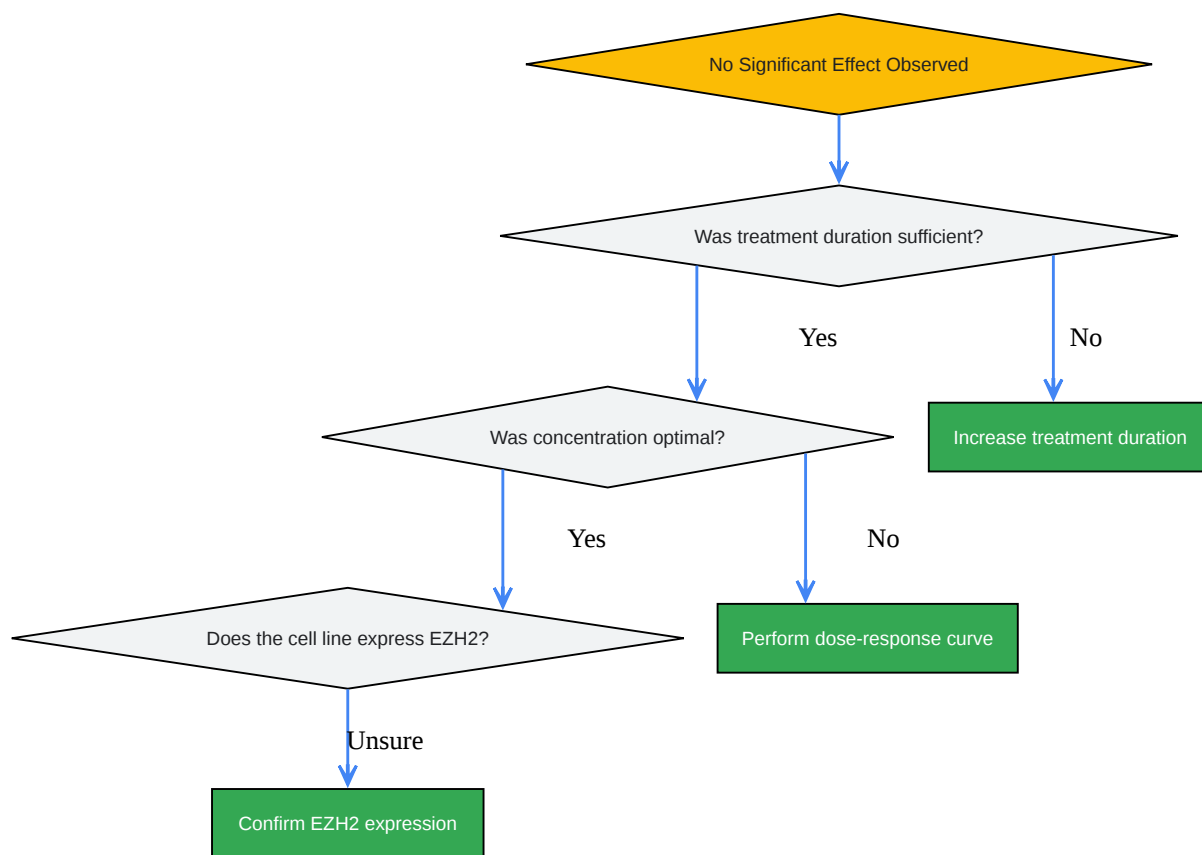 No Significant Effect Observed
Was treatment duration sufficient?
Yes
No
Was concentration optimal?
Increase treatment duration
Yes
No
Does the cell line express EZH2?
Perform dose-response curve
Unsure
Confirm EZH2 expression